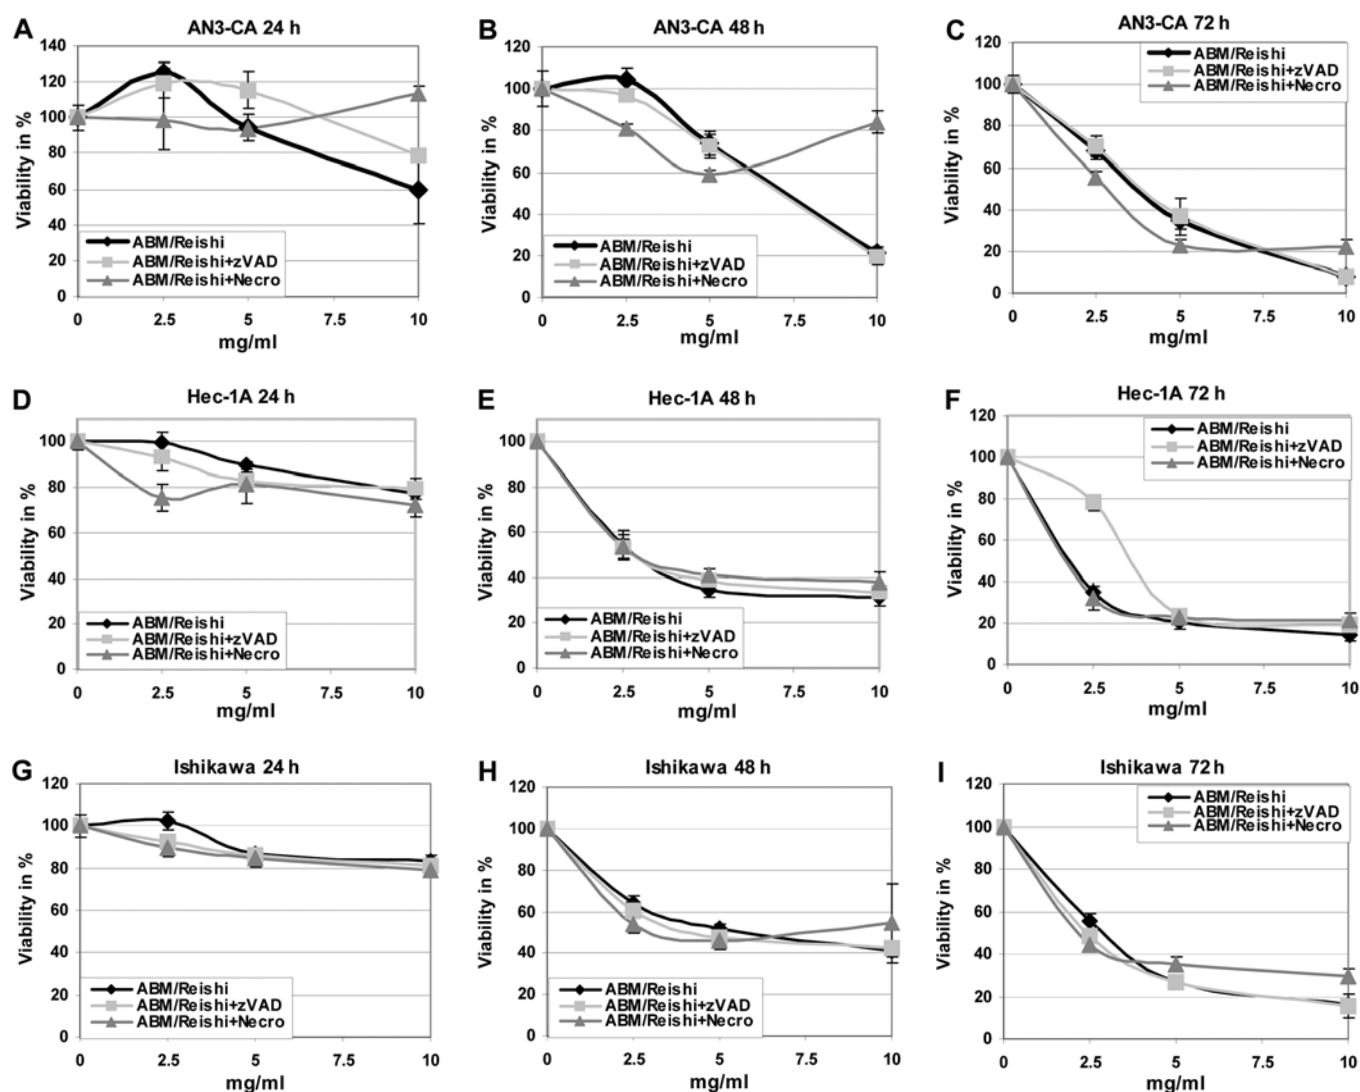 A
AN3-CA 24 h
Viability in %
140
120
100
80
60
40
20
0
ABM/Reishi
ABM/Reishi+zVAD
ABM/Reishi+Necro
0 2.5 5 7.5 10
mg/ml
B
AN3-CA 48 h
Viability in %
120
100
80
60
40
20
0
ABM/Reishi
ABM/Reishi+zVAD
ABM/Reishi+Necro
0 2.5 5 7.5 10
mg/ml
C
AN3-CA 72 h
Viability in %
120
100
80
60
40
20
0
ABM/Reishi
ABM/Reishi+zVAD
ABM/Reishi+Necro
0 2.5 5 7.5 10
mg/ml
D
Hec-1A 24 h
Viability in %
100
80
60
40
20
0
ABM/Reishi
ABM/Reishi+zVAD
ABM/Reishi+Necro
0 2.5 5 7.5 10
mg/ml
E
Hec-1A 48 h
Viability in %
100
80
60
40
20
0
ABM/Reishi
ABM/Reishi+zVAD
ABM/Reishi+Necro
0 2.5 5 7.5 10
mg/ml
F
Hec-1A 72 h
Viability in %
120
100
80
60
40
20
0
ABM/Reishi
ABM/Reishi+zVAD
ABM/Reishi+Necro
0 2.5 5 7.5 10
mg/ml
G
Ishikawa 24 h
Viability in %
120
100
80
60
40
20
0
ABM/Reishi
ABM/Reishi+zVAD
ABM/Reishi+Necro
0 2.5 5 7.5 10
mg/ml
H
Ishikawa 48 h
Viability in %
120
100
80
60
40
20
0
ABM/Reishi
ABM/Reishi+zVAD
ABM/Reishi+Necro
0 2.5 5 7.5 10
mg/ml
I
Ishikawa 72 h
Viability in %
120
100
80
60
40
20
0
ABM/Reishi
ABM/Reishi+zVAD
ABM/Reishi+Necro
0 2.5 5 7.5 10
mg/ml